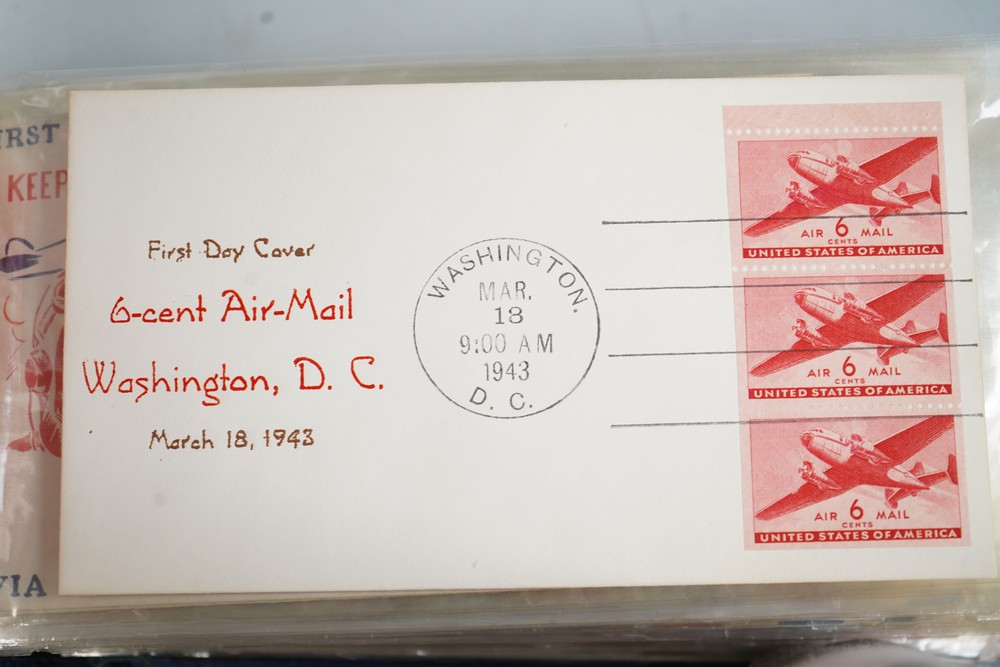 IRST
KEEP
VIA
First Day Cover
6-cent Air-Mail
Washington, D. C.
March 18, 1943
WASHINGTON.
MAR.
18
9:00 AM
1943
D. C.
AIR 6 MAIL
CENTS
UNITED STATES OF AMERICA
AIR 6 MAIL
CENTS
UNITED STATES OF AMERICA
AIR 6 MAIL
CENTS
UNITED STATES OF AMERICA